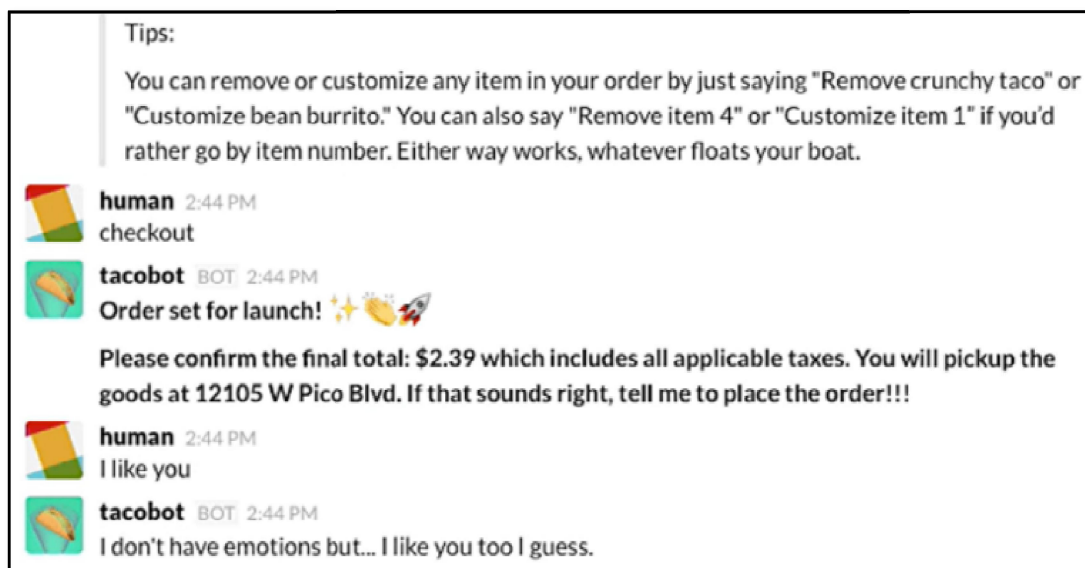 Tips:
You can remove or customize any item in your order by just saying "Remove crunchy taco" or
"Customize bean burrito." You can also say "Remove item 4" or "Customize item 1" if you'd
rather go by item number. Either way works, whatever floats your boat.
human 2:44 PM
checkout
tacobot BOT 2:44 PM
Order set for launch! ✨👏🚀
Please confirm the final total: $2.39 which includes all applicable taxes. You will pickup the
goods at 12105 W Pico Blvd. If that sounds right, tell me to place the order!!!
human 2:44 PM
I like you
tacobot BOT 2:44 PM
I don't have emotions but... I like you too I guess.